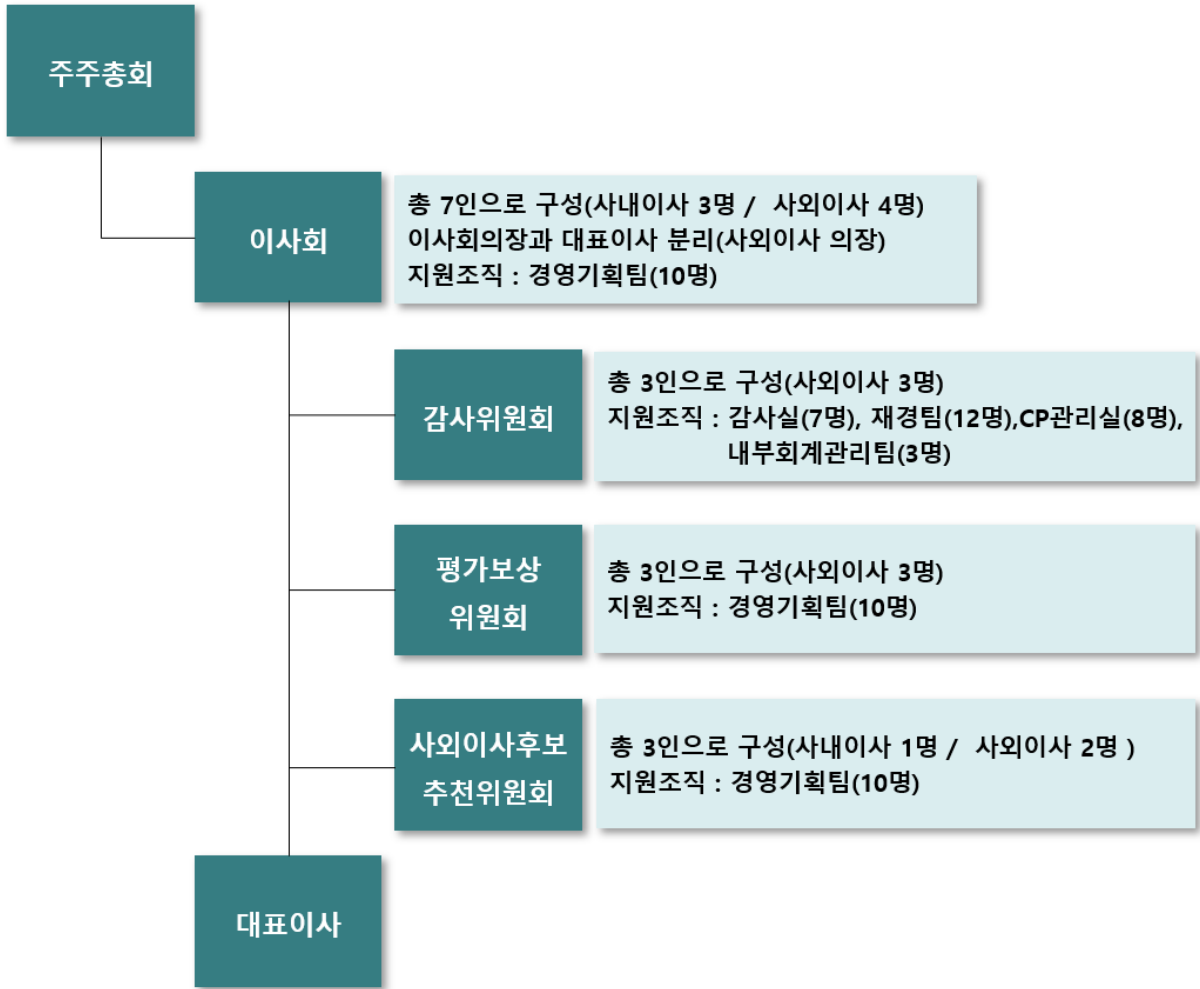 주주총회
이사회
총 7인으로 구성(사내이사 3명 / 사외이사 4명)
이사회의장과 대표이사 분리(사외이사 의장)
지원조직 : 경영기획팀(10명)
감사위원회
총 3인으로 구성(사외이사 3명)
지원조직 : 감사실(7명), 재경팀(12명),CP관리실(8명),
내부회계관리팀(3명)
평가보상
위원회
총 3인으로 구성(사외이사 3명)
지원조직 : 경영기획팀(10명)
사외이사후보
추천위원회
총 3인으로 구성(사내이사 1명 / 사외이사 2명 )
지원조직 : 경영기획팀(10명)
대표이사